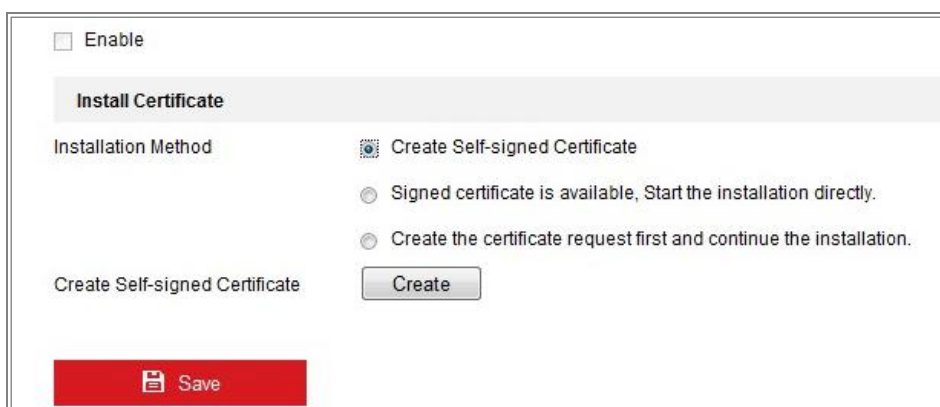 Enable
Install Certificate
Installation Method
Create Self-signed Certificate
Signed certificate is available, Start the installation directly.
Create the certificate request first and continue the installation.
Create Self-signed Certificate
Create
Save